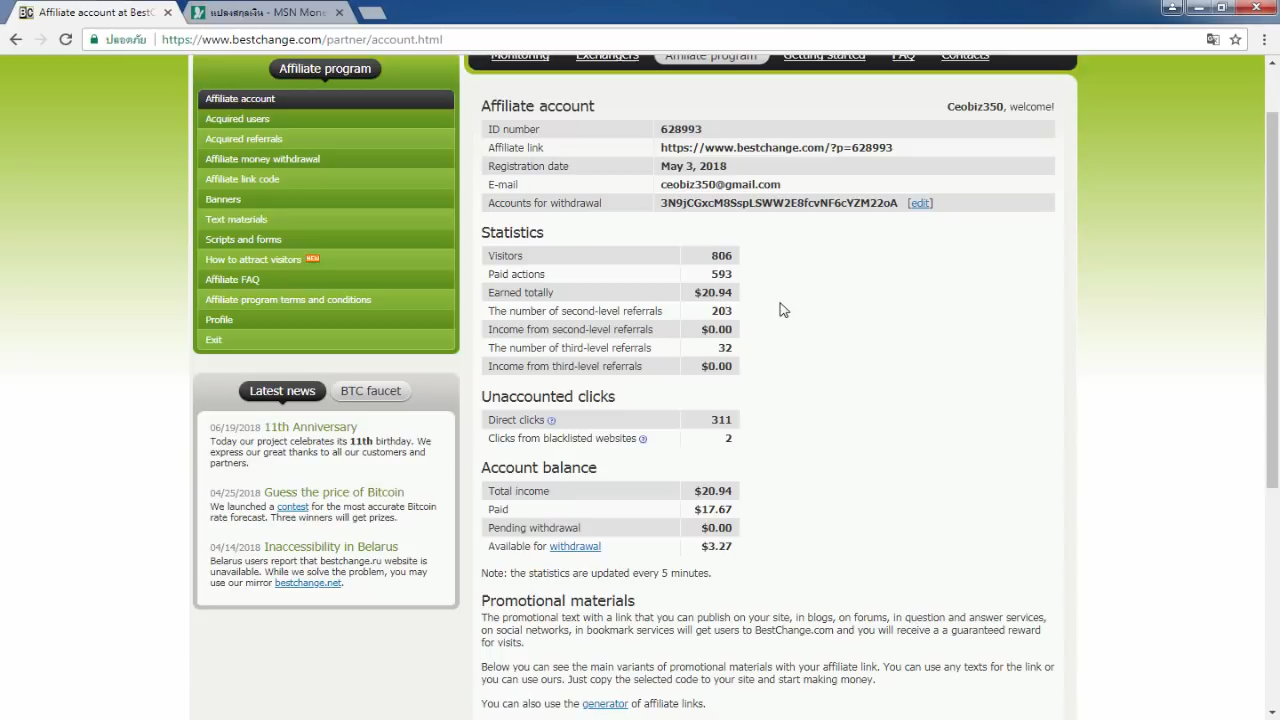 Affiliate account at BestC
แปลงสกุลเงิน - MSN Mone
ปลอดภัย
https://www.bestchange.com/partner/account.html
Monitoring
Exchangers
Affiliate program
Getting started
FAQ
Contacts
Affiliate program
Affiliate account
Acquired users
Acquired referrals
Affiliate money withdrawal
Affiliate link code
Banners
Text materials
Scripts and forms
How to attract visitors NEW
Affiliate FAQ
Affiliate program terms and conditions
Profile
Exit
Latest news
BTC faucet
06/19/2018 11th Anniversary
Today our project celebrates its 11th birthday. We
express our great thanks to all our customers and
partners.
04/25/2018 Guess the price of Bitcoin
We launched a contest for the most accurate Bitcoin
rate forecast. Three winners will get prizes.
04/14/2018 Inaccessibility in Belarus
Belarus users report that bestchange.ru website is
unavailable. While we solve the problem, you may
use our mirror bestchange.net.
Affiliate account
Ceobiz350, welcome!
ID number 628993
Affiliate link https://www.bestchange.com/?p=628993
Registration date May 3, 2018
E-mail ceobiz350@gmail.com
Accounts for withdrawal 3N9jCGxcM8SspLSWW2E8fcvNF6cYZM22oA [edit]
Statistics
Visitors 806
Paid actions 593
Earned totally $20.94
The number of second-level referrals 203
Income from second-level referrals $0.00
The number of third-level referrals 32
Income from third-level referrals $0.00
Unaccounted clicks
Direct clicks 311
Clicks from blacklisted websites 2
Account balance
Total income $20.94
Paid $17.67
Pending withdrawal $0.00
Available for withdrawal $3.27
Note: the statistics are updated every 5 minutes.
Promotional materials
The promotional text with a link that you can publish on your site, in blogs, on forums, in question and answer services,
on social networks, in bookmark services will get users to BestChange.com and you will receive a a guaranteed reward
for visits.
Below you can see the main variants of promotional materials with your affiliate link. You can use any texts for the link or
you can use ours. Just copy the selected code to your site and start making money.
You can also use the generator of affiliate links.